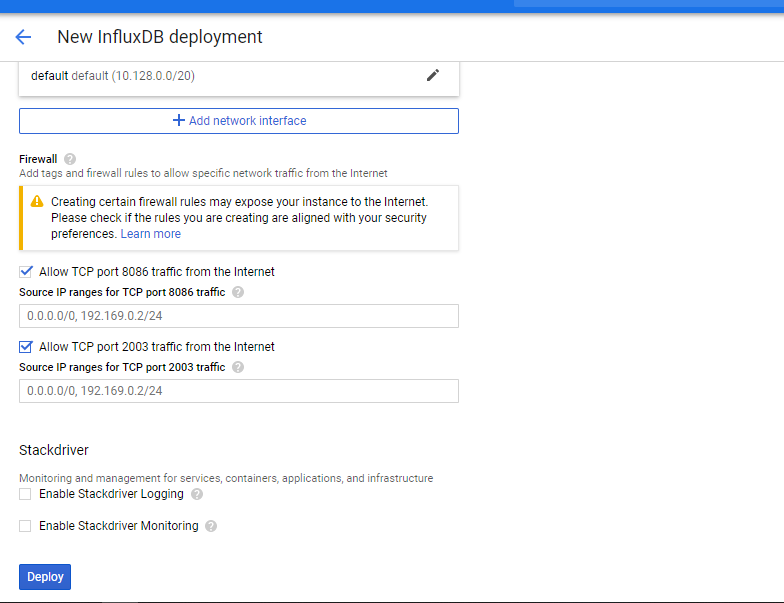 New InfluxDB deployment
default default (10.128.0.0/20)
Add network interface
Firewall ?
Add tags and firewall rules to allow specific network traffic from the Internet
Creating certain firewall rules may expose your instance to the Internet.
Please check if the rules you are creating are aligned with your security
preferences. Learn more
Allow TCP port 8086 traffic from the Internet
Source IP ranges for TCP port 8086 traffic ?
0.0.0.0/0, 192.169.0.2/24
Allow TCP port 2003 traffic from the Internet
Source IP ranges for TCP port 2003 traffic ?
0.0.0.0/0, 192.169.0.2/24
Stackdriver
Monitoring and management for services, containers, applications, and infrastructure
Enable Stackdriver Logging ?
Enable Stackdriver Monitoring ?
Deploy